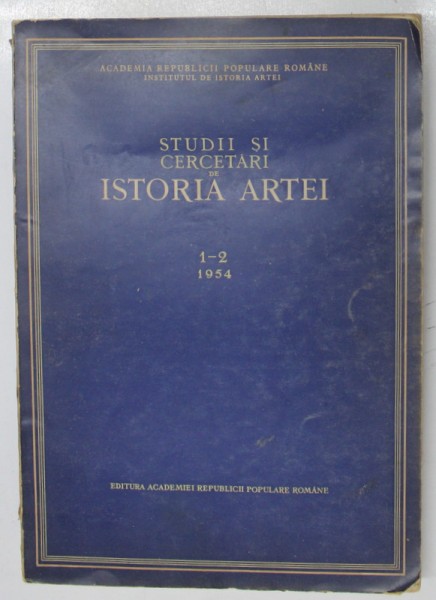 ACADEMIA REPUBLICII POPULARE ROMÂNE
INSTITUTUL DE ISTORIA ARTEI
STUDII ȘI
CERCETĂRI
DE
ISTORIA ARTEI
1-2
1954
EDITURA ACADEMIEI REPUBLICII POPULARE ROMÂNE